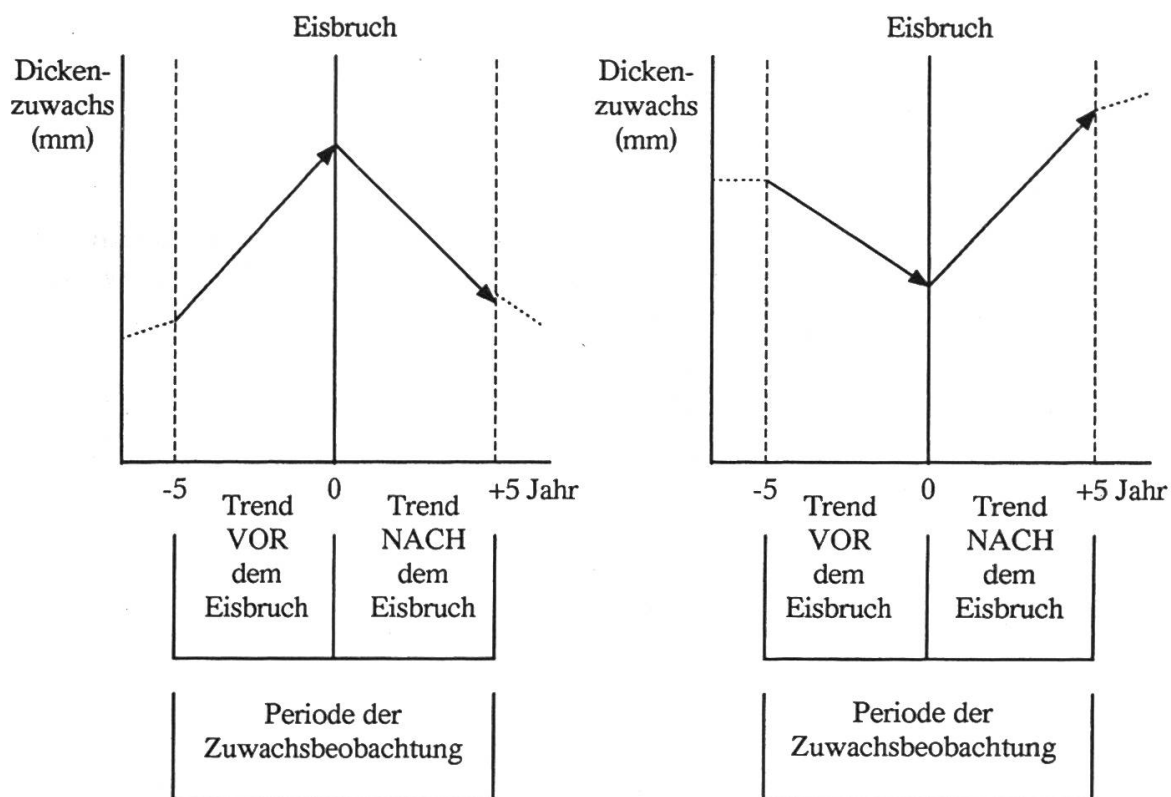 Eisbruch
Dicken-
zuwachs
(mm)
-5
0
+5 Jahr
Trend
VOR
dem
Eisbruch
Trend
NACH
dem
Eisbruch
Periode der
Zuwachsbeobachtung
Eisbruch
Dicken-
zuwachs
(mm)
-5
0
+5 Jahr
Trend
VOR
dem
Eisbruch
Trend
NACH
dem
Eisbruch
Periode der
Zuwachsbeobachtung